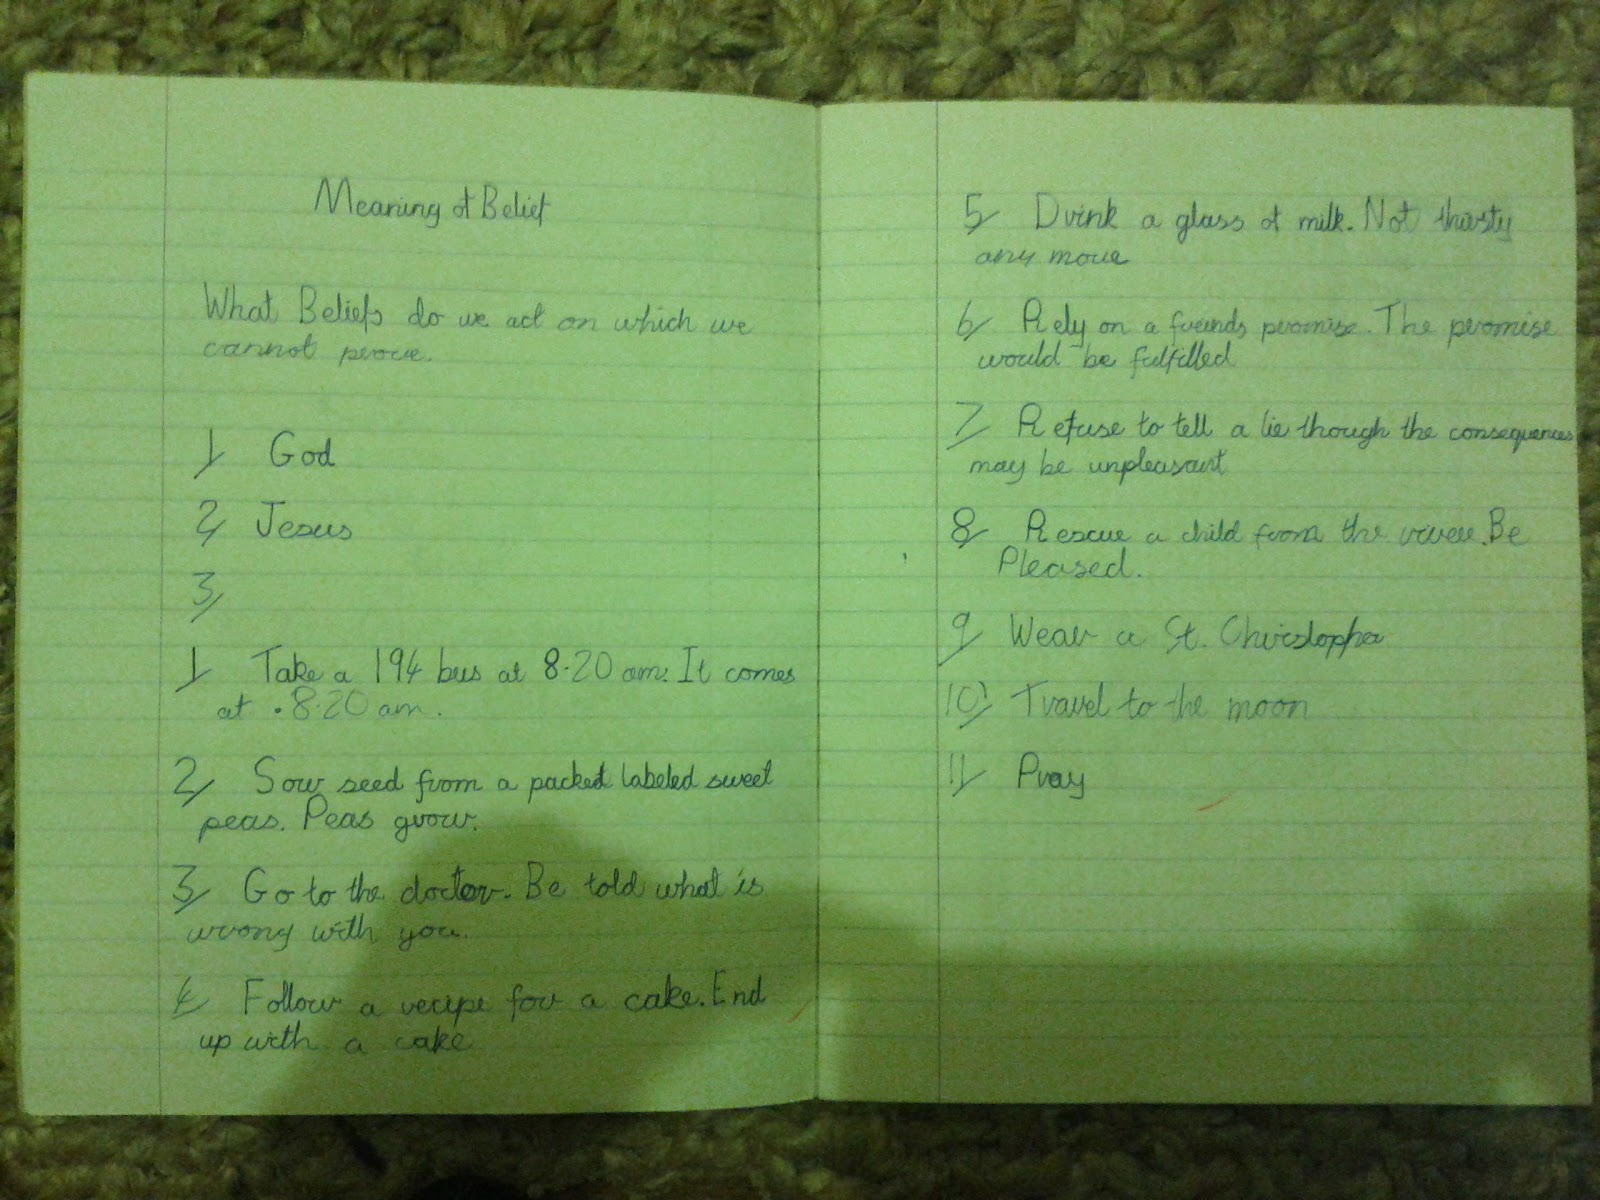 Meaning of Belief
What Beliefs do we act on which we
cannot prove.
1/ God
2/ Jesus
3/
1/ Take a 194 bus at 8.20 am. It comes
at .8.20 am.
2/ Sow seed from a packet labeled sweet
peas. Peas grow.
3/ Go to the doctor. Be told what is
wrong with you.
4/ Follow a recipe for a cake. End
up with a cake
5/ Drink a glass of milk. Not thirsty
any more
6/ Rely on a freinds promise. The promise
would be fulfilled
7/ Refuse to tell a lie though the consequences
may be unpleasant
8/ Rescue a child from the river. Be
Pleased.
9/ Wear a St. Christopher
10/ Travel to the moon
11/ Pray